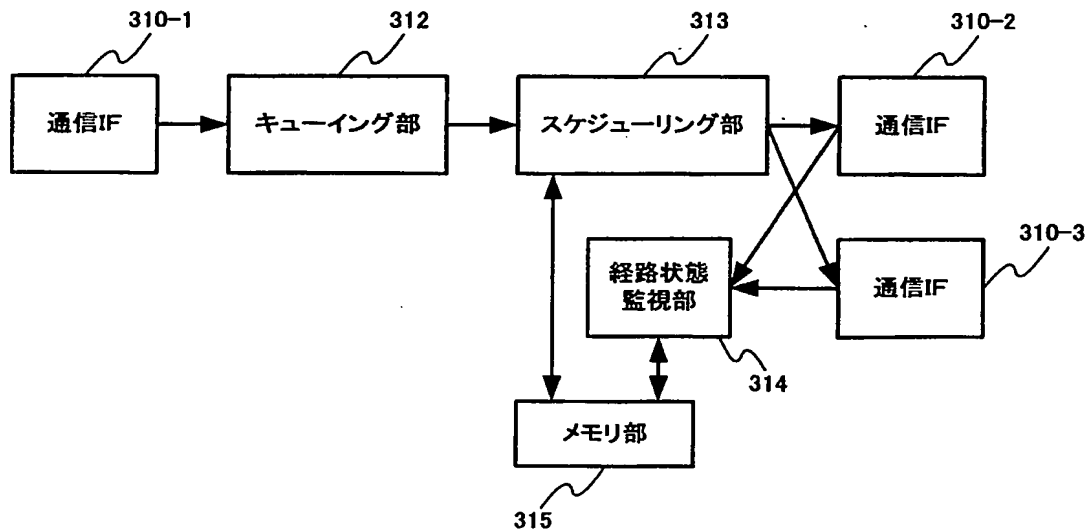 310-1
312
313
310-2
通信IF
キューイング部
スケジューリング部
通信IF
310-3
経路状態
監視部
通信IF
314
メモリ部
315